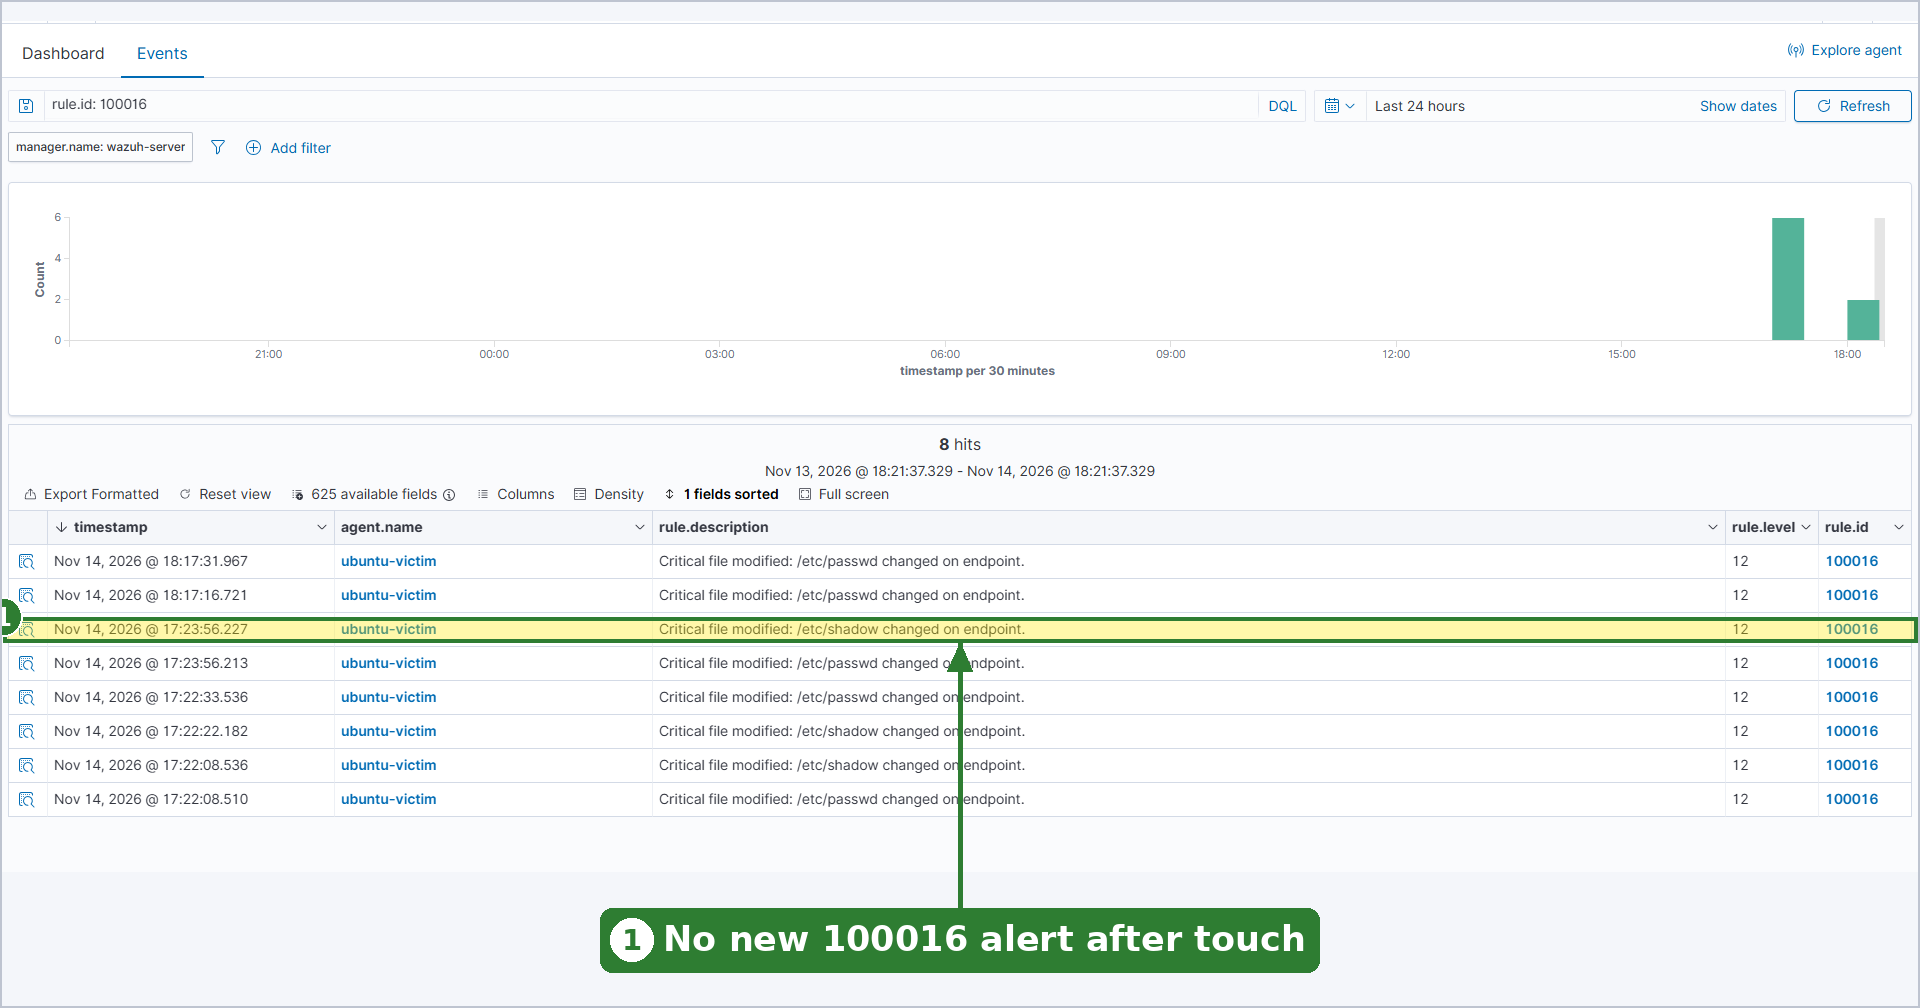 Dashboard Events Explore agent
rule.id: 100016 DQL Last 24 hours Show dates Refresh
manager.name: wazuh-server Add filter
6
4
2
0
Count
21:00 00:00 03:00 06:00 09:00 12:00 15:00 18:00
timestamp per 30 minutes
8 hits
Nov 13, 2026 @ 18:21:37.329 - Nov 14, 2026 @ 18:21:37.329
Export Formatted Reset view 625 available fields Columns Density 1 fields sorted Full screen
timestamp agent.name rule.description rule.level rule.id
Nov 14, 2026 @ 18:17:31.967 ubuntu-victim Critical file modified: /etc/passwd changed on endpoint. 12 100016
Nov 14, 2026 @ 18:17:16.721 ubuntu-victim Critical file modified: /etc/passwd changed on endpoint. 12 100016
1 Nov 14, 2026 @ 17:23:56.227 ubuntu-victim Critical file modified: /etc/shadow changed on endpoint. 12 100016
Nov 14, 2026 @ 17:23:56.213 ubuntu-victim Critical file modified: /etc/passwd changed on endpoint. 12 100016
Nov 14, 2026 @ 17:22:33.536 ubuntu-victim Critical file modified: /etc/passwd changed on endpoint. 12 100016
Nov 14, 2026 @ 17:22:22.182 ubuntu-victim Critical file modified: /etc/shadow changed on endpoint. 12 100016
Nov 14, 2026 @ 17:22:08.536 ubuntu-victim Critical file modified: /etc/shadow changed on endpoint. 12 100016
Nov 14, 2026 @ 17:22:08.510 ubuntu-victim Critical file modified: /etc/passwd changed on endpoint. 12 100016
1 No new 100016 alert after touch